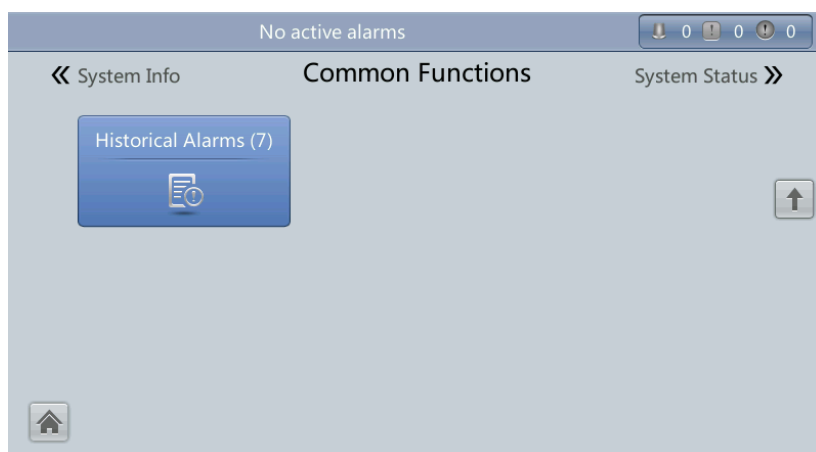 No active alarms
0 0 0
« System Info
Common Functions
System Status »
Historical Alarms (7)